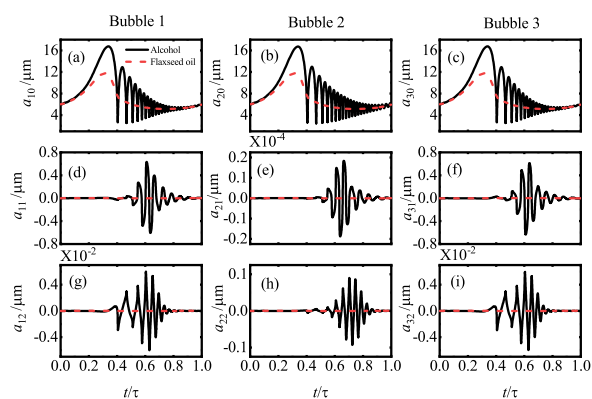 Bubble 1 Bubble 2 Bubble 3
(a) Alcohol
Flaxseed oil
(b)
(c)
a10/μm
16
12
8
4
a20/μm
16
12
8
4
a30/μm
16
12
8
4
X10-4
(d)
a11/μm
0.8
0.4
0.0
-0.4
-0.8
(e)
a21/μm
0.2
0.1
0.0
-0.1
-0.2
(f)
a31/μm
0.8
0.4
0.0
-0.4
-0.8
X10-2
X10-2
(g)
a12/μm
0.4
0.0
-0.4
(h)
a22/μm
0.1
0.0
-0.1
(i)
a32/μm
0.4
0.0
-0.4
0.0 0.2 0.4 0.6 0.8 1.0
0.0 0.2 0.4 0.6 0.8 1.0
0.0 0.2 0.4 0.6 0.8 1.0
t/τ t/τ t/τ